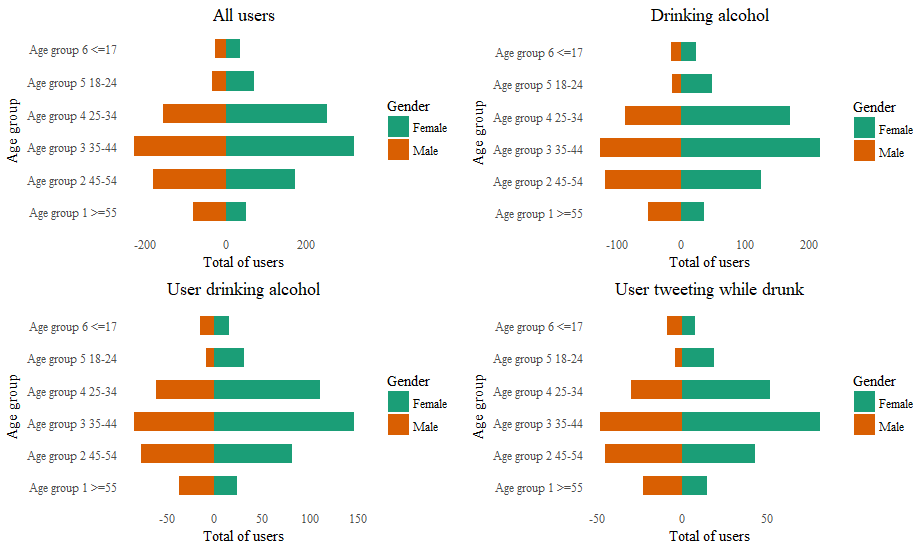 All users
Age group
Age group 6 <=17
Age group 5 18-24
Age group 4 25-34
Age group 3 35-44
Age group 2 45-54
Age group 1 >=55
-200 0 200
Total of users
Gender
Female
Male
Drinking alcohol
Age group
Age group 6 <=17
Age group 5 18-24
Age group 4 25-34
Age group 3 35-44
Age group 2 45-54
Age group 1 >=55
-100 0 100 200
Total of users
Gender
Female
Male
User drinking alcohol
Age group
Age group 6 <=17
Age group 5 18-24
Age group 4 25-34
Age group 3 35-44
Age group 2 45-54
Age group 1 >=55
-50 0 50 100 150
Total of users
Gender
Female
Male
User tweeting while drunk
Age group
Age group 6 <=17
Age group 5 18-24
Age group 4 25-34
Age group 3 35-44
Age group 2 45-54
Age group 1 >=55
-50 0 50
Total of users
Gender
Female
Male